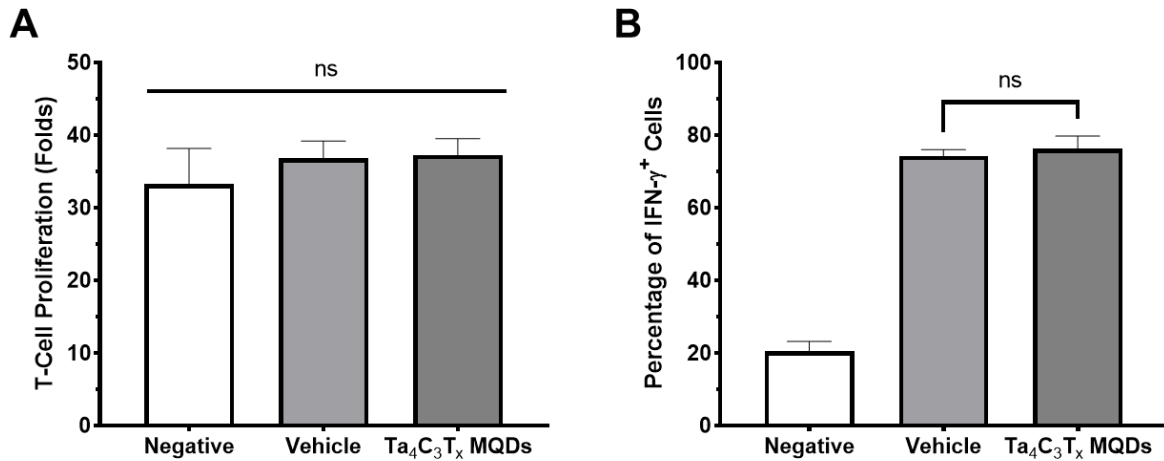 A
T-Cell Proliferation (Folds)
50
40
30
20
10
0
ns
Negative Vehicle Ta₄C₃Tₓ MQDs
B
Percentage of IFN-γ⁺ Cells
100
80
60
40
20
0
ns
Negative Vehicle Ta₄C₃Tₓ MQDs